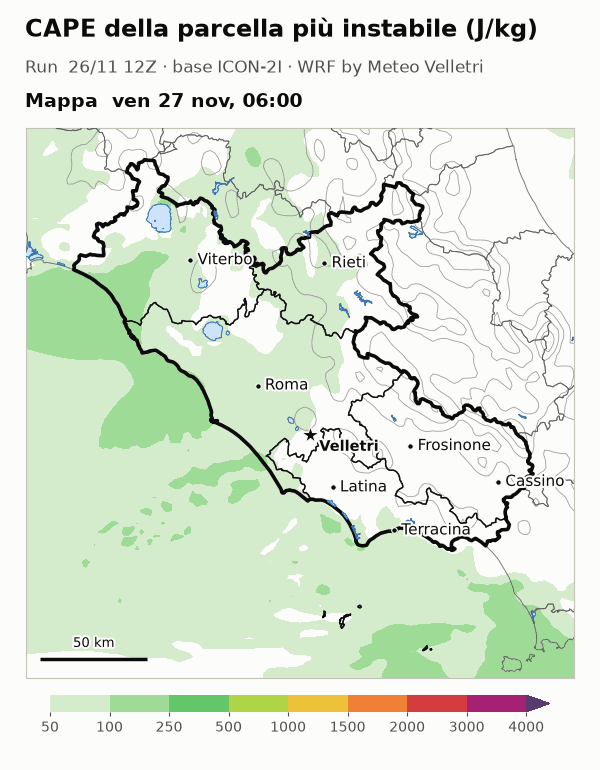 CAPE della parcella più instabile (J/kg)
Run  26/11 12Z · base ICON-2I · WRF by Meteo Velletri
Mappa  ven 27 nov, 06:00
Viterbo
Rieti
Roma
Velletri
Frosinone
Cassino
Latina
Terracina
50 km
50 100 250 500 1000 1500 2000 3000 4000